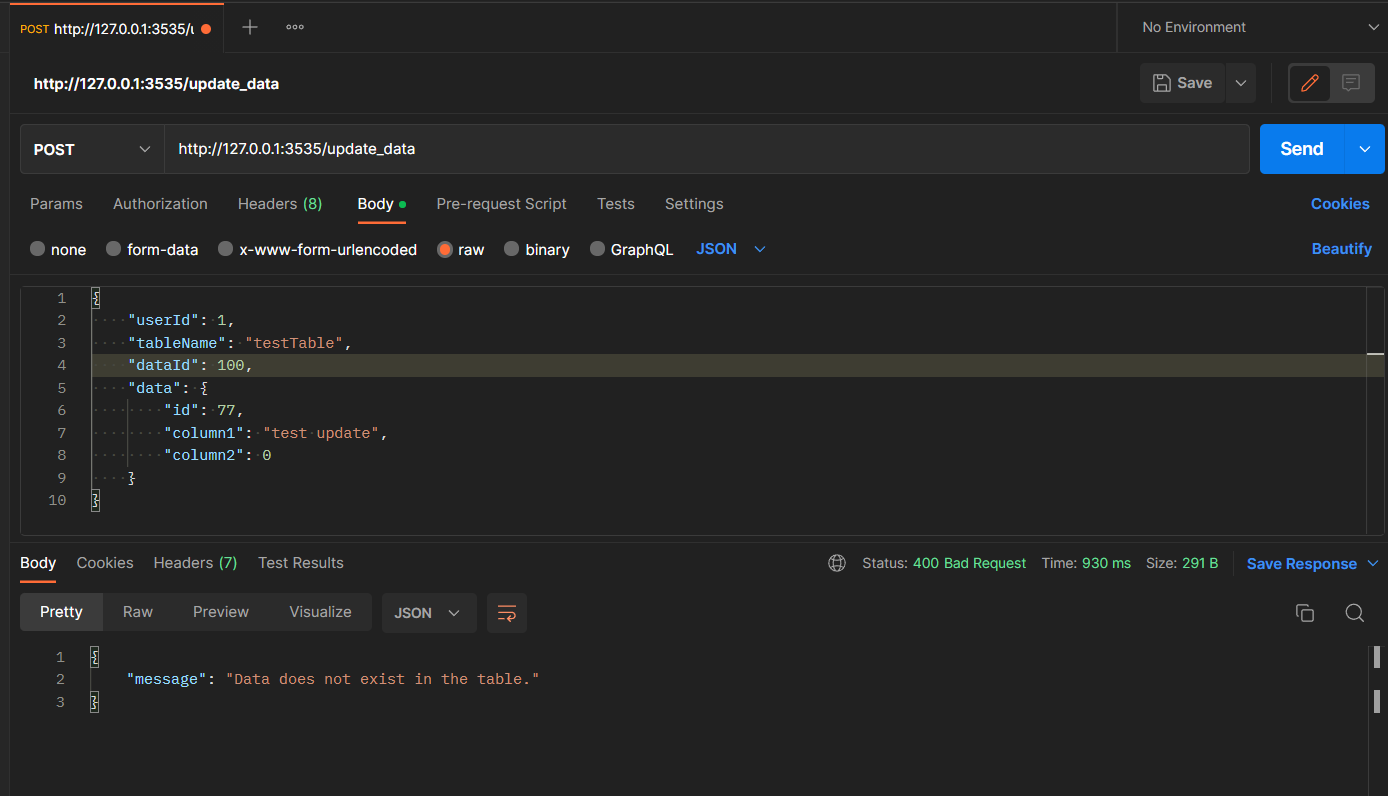 POST http://127.0.0.1:3535/u
No Environment
http://127.0.0.1:3535/update_data
Save
POST http://127.0.0.1:3535/update_data Send
Params Authorization Headers (8) Body Pre-request Script Tests Settings Cookies
none form-data x-www-form-urlencoded raw binary GraphQL JSON Beautify
1 {
2 "userId": 1,
3 "tableName": "testTable",
4 "dataId": 100,
5 "data": {
6 "id": 77,
7 "column1": "test update",
8 "column2": 0
9 }
10 }
Body Cookies Headers (7) Test Results Status: 400 Bad Request Time: 930 ms Size: 291 B Save Response
Pretty Raw Preview Visualize JSON
1 {
2 "message": "Data does not exist in the table."
3 }